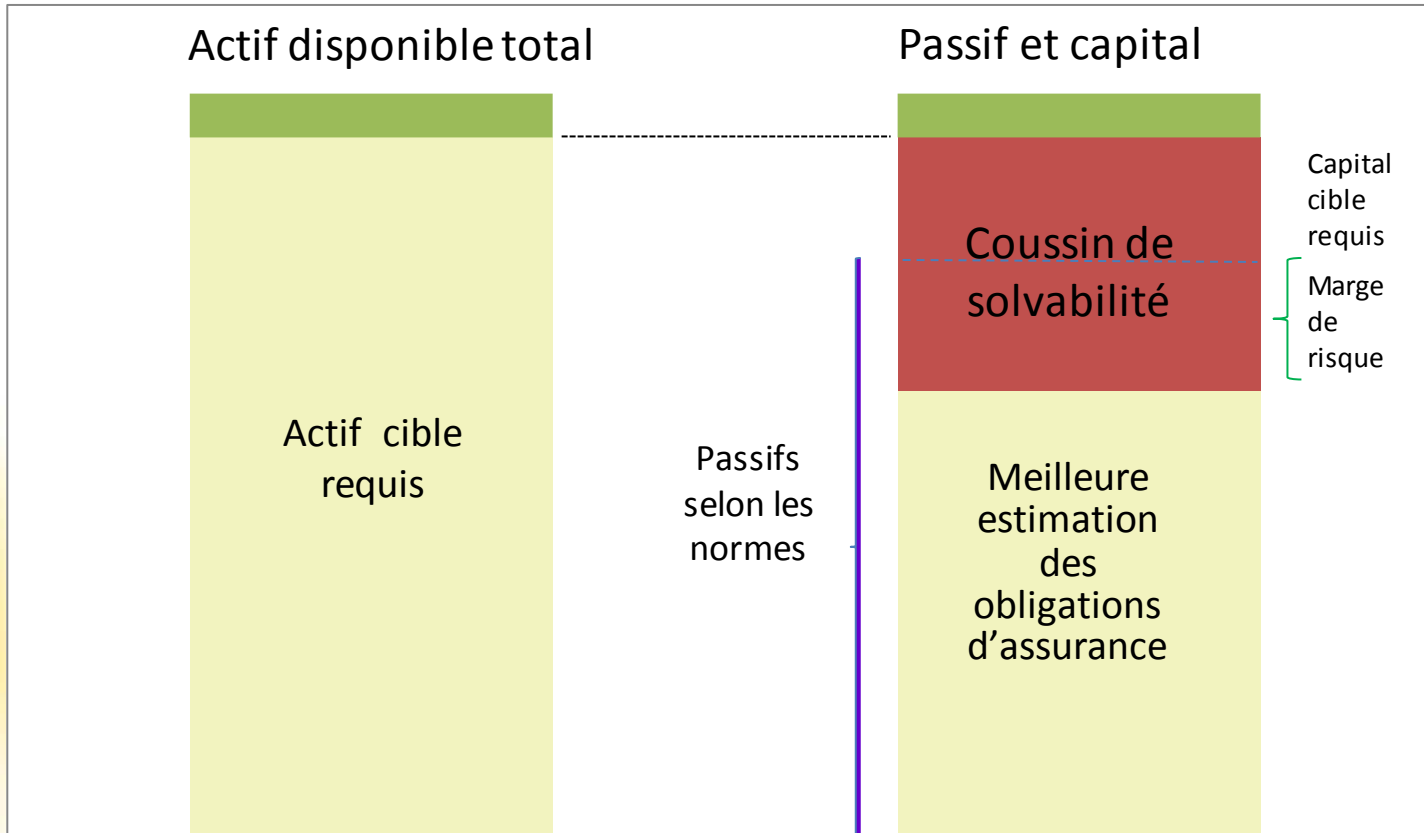 Actif disponible total
Passif et capital
Capital
cible
requis
Coussin de
solvabilité
Marge
de
risque
Actif cible
requis
Passifs
selon les
normes
Meilleure
estimation
des
obligations
d’assurance